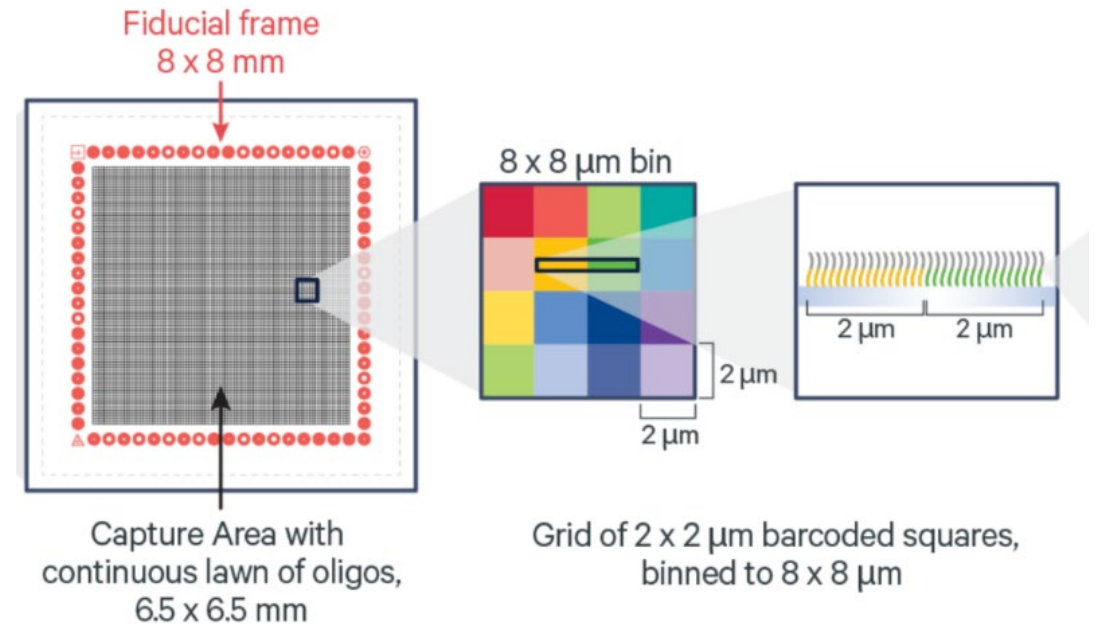 Fiducial frame
8 x 8 mm
8 x 8 µm bin
2 µm
2 µm
2 µm
2 µm
Capture Area with
continuous lawn of oligos,
6.5 x 6.5 mm
Grid of 2 x 2 µm barcoded squares,
binned to 8 x 8 µm